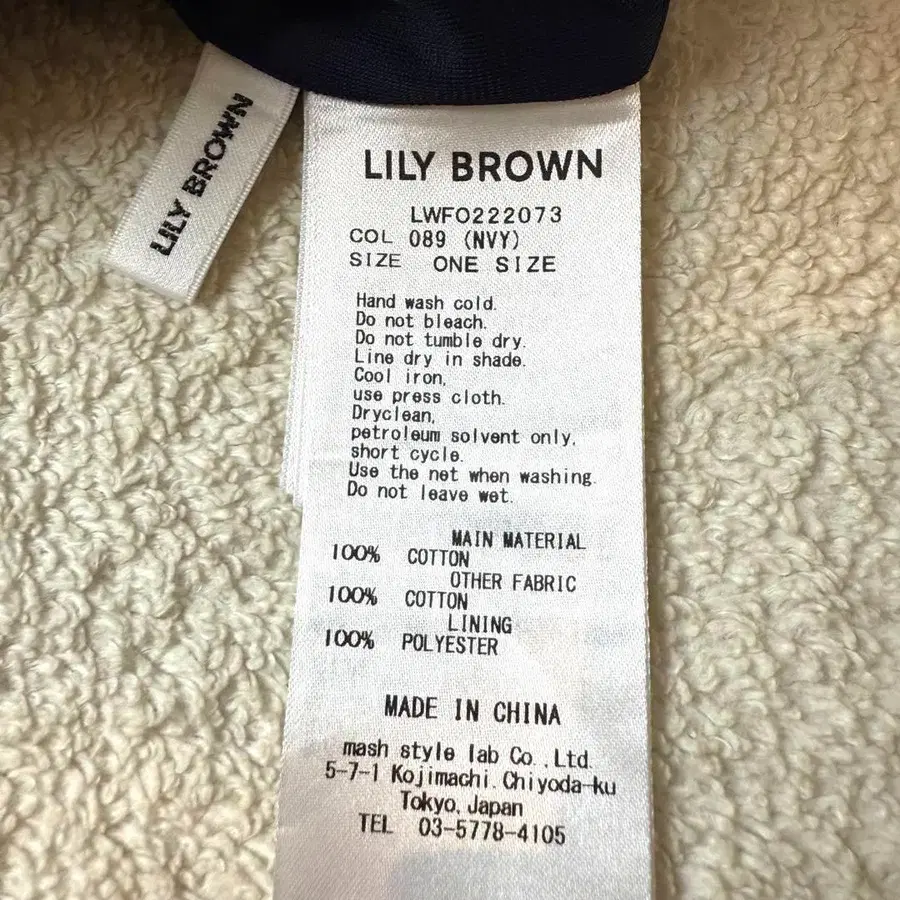 LILY BROWN
LILY BROWN
LWFO222073
COL 089 (NVY)
SIZE ONE SIZE
Hand wash cold.
Do not bleach.
Do not tumble dry.
Line dry in shade.
Cool iron,
use press cloth.
Dryclean,
petroleum solvent only,
short cycle.
Use the net when washing.
Do not leave wet.
MAIN MATERIAL
100% COTTON
OTHER FABRIC
100% COTTON
LINING
100% POLYESTER
MADE IN CHINA
mash style lab Co.,Ltd.
5-7-1 Kojimachi.Chiyoda-ku
Tokyo,Japan
TEL 03-5778-4105